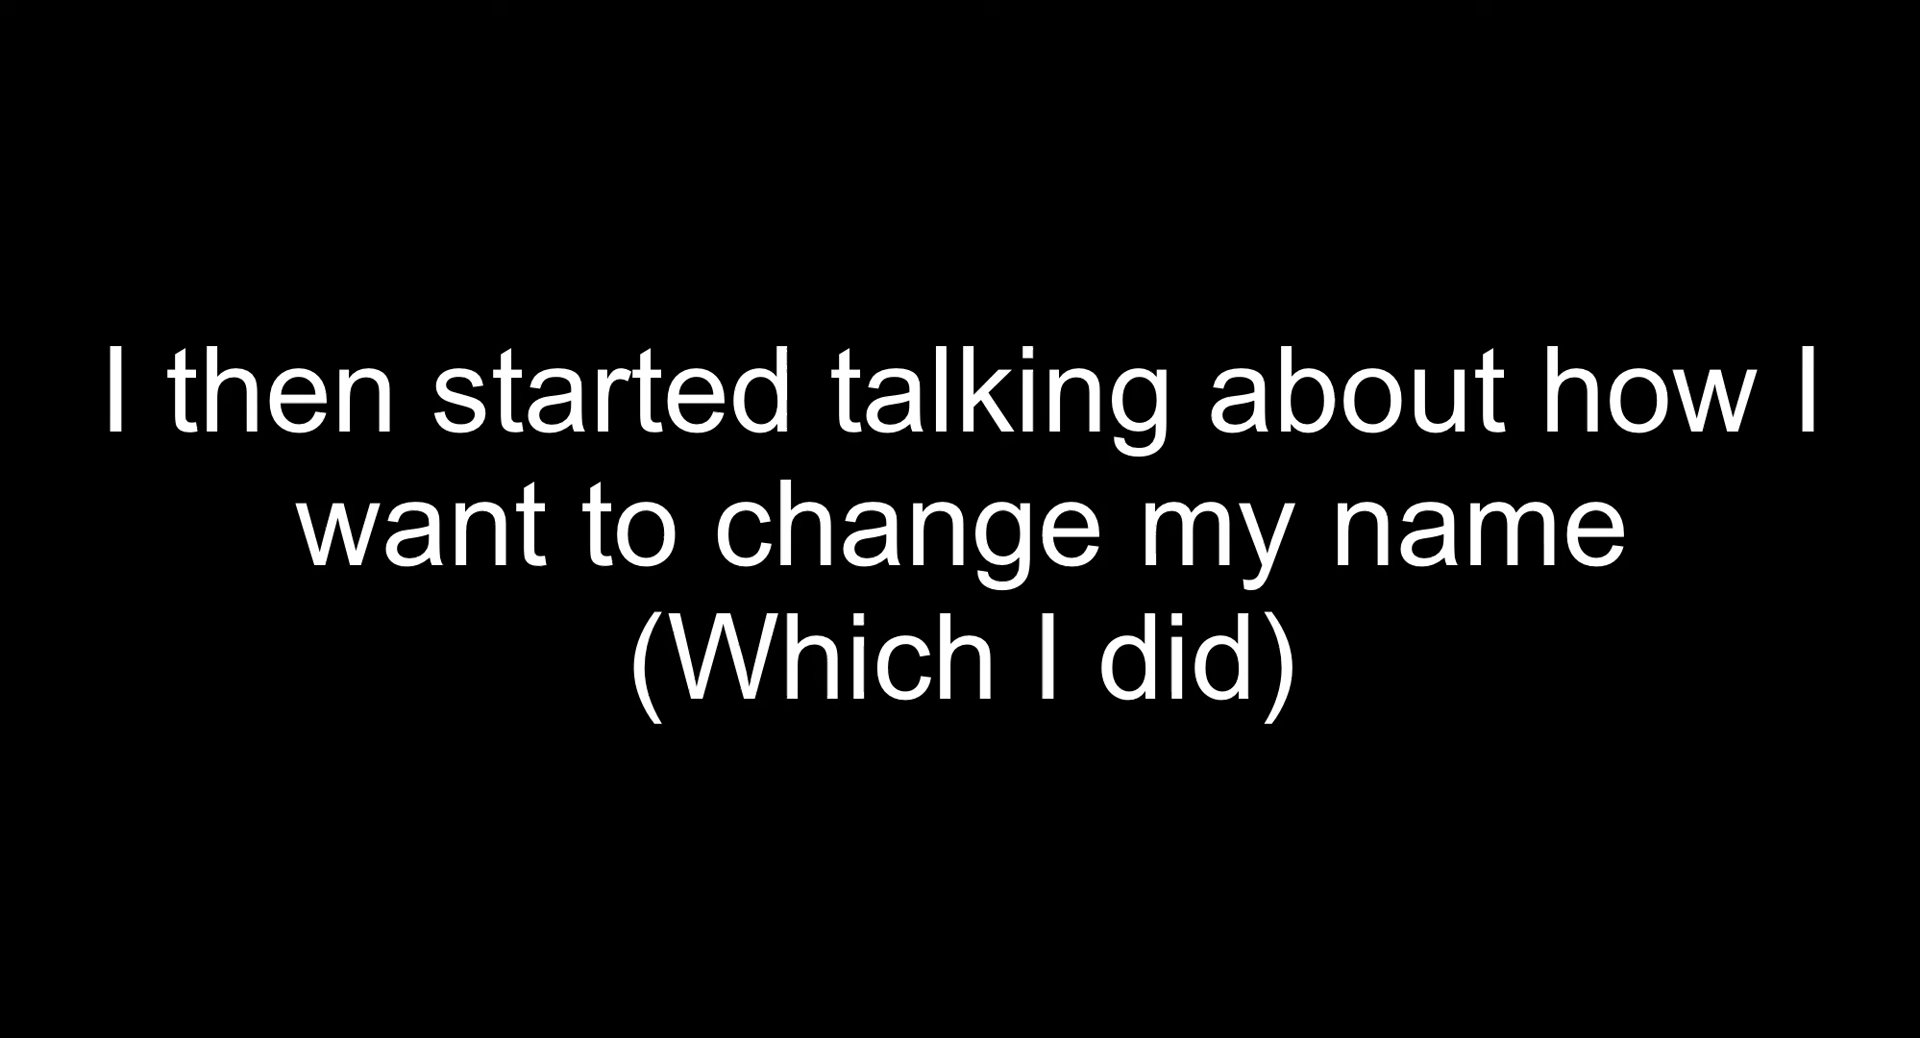 I then started talking about how I
want to change my name
(Which I did)